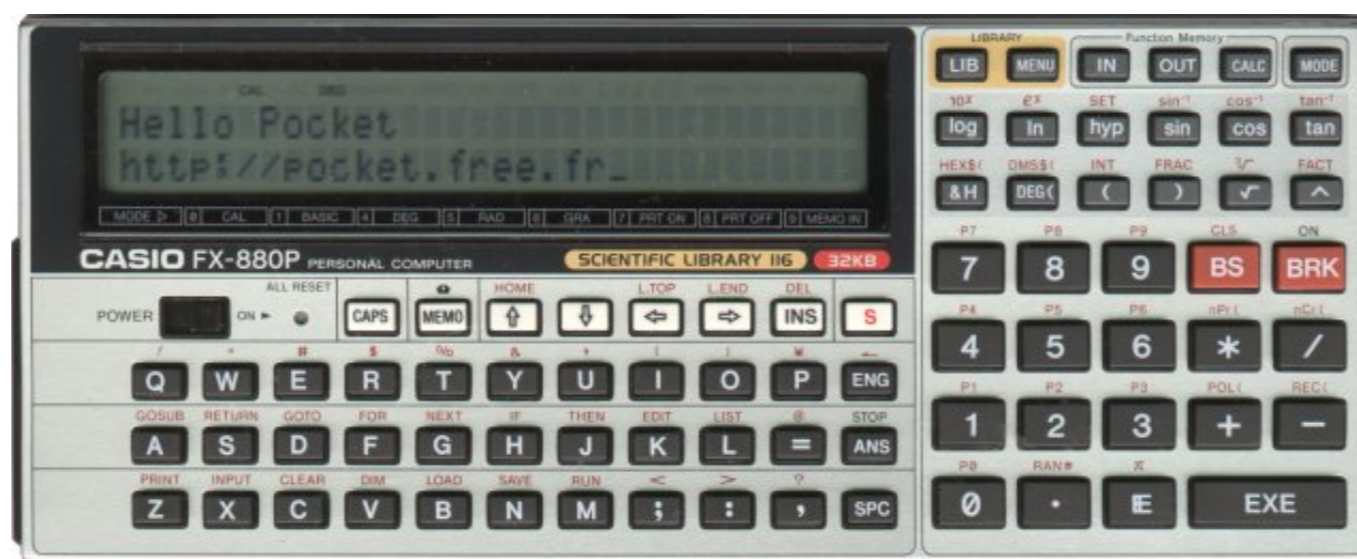 CAL DEG
Hello Pocket
http://pocket.free.fr_
MODE ▷ 0 CAL 1 BASIC 4 DEG 5 RAD 6 GRA 7 PRT ON 8 PRT OFF 9 MEMO IN
CASIO FX-880P PERSONAL COMPUTER SCIENTIFIC LIBRARY 116 32KB
ALL RESET HOME L.TOP L.END DEL
POWER ON ► CAPS MEMO ⇧ ⇩ ⇦ ⇨ INS S
# $ % & ( ) ¥
Q W E R T Y U I O P ENG
GOSUB RETURN GOTO FOR NEXT IF THEN EDIT LIST @ STOP
A S D F G H J K L = ANS
PRINT INPUT CLEAR DIM LOAD SAVE RUN < > ?
Z X C V B N M ; : , SPC
LIBRARY Function Memory
LIB MENU IN OUT CALC MODE
10ˣ eˣ SET sin⁻¹ cos⁻¹ tan⁻¹
log ln hyp sin cos tan
HEX$( DMS$( INT FRAC ∛ FACT
&H DEG( ( ) √ ^
P7 P8 P9 CLS ON
7 8 9 BS BRK
P4 P5 P6 nPr( nCr(
4 5 6 * /
P1 P2 P3 POL( REC(
1 2 3 + −
P0 RAN# π
0 . E EXE